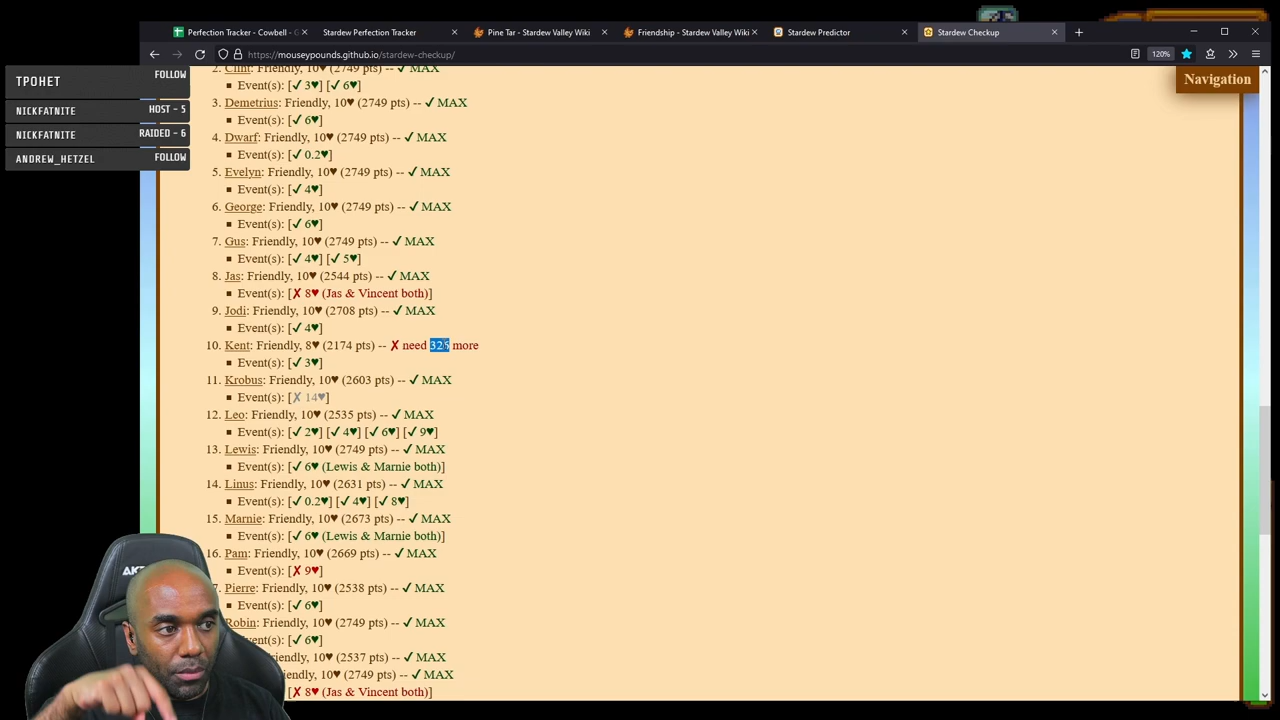 Perfection Tracker - Cowbell - G
Stardew Perfection Tracker
Pine Tar - Stardew Valley Wiki
Friendship - Stardew Valley Wiki
Stardew Predictor
Stardew Checkup
https://mouseypounds.github.io/stardew-checkup/
120%
Navigation
TPOHET FOLLOW
NICKFATNITE HOST - 5
NICKFATNITE RAIDED - 6
ANDREW_HETZEL FOLLOW
2. Clint: Friendly, 10♥ (2749 pts) -- ✓ MAX
▪ Event(s): [✓ 3♥] [✓ 6♥]
3. Demetrius: Friendly, 10♥ (2749 pts) -- ✓ MAX
▪ Event(s): [✓ 6♥]
4. Dwarf: Friendly, 10♥ (2749 pts) -- ✓ MAX
▪ Event(s): [✓ 0.2♥]
5. Evelyn: Friendly, 10♥ (2749 pts) -- ✓ MAX
▪ Event(s): [✓ 4♥]
6. George: Friendly, 10♥ (2749 pts) -- ✓ MAX
▪ Event(s): [✓ 6♥]
7. Gus: Friendly, 10♥ (2749 pts) -- ✓ MAX
▪ Event(s): [✓ 4♥] [✓ 5♥]
8. Jas: Friendly, 10♥ (2544 pts) -- ✓ MAX
▪ Event(s): [✗ 8♥ (Jas & Vincent both)]
9. Jodi: Friendly, 10♥ (2708 pts) -- ✓ MAX
▪ Event(s): [✓ 4♥]
10. Kent: Friendly, 8♥ (2174 pts) -- ✗ need 326 more
▪ Event(s): [✓ 3♥]
11. Krobus: Friendly, 10♥ (2603 pts) -- ✓ MAX
▪ Event(s): [✗ 14♥]
12. Leo: Friendly, 10♥ (2535 pts) -- ✓ MAX
▪ Event(s): [✓ 2♥] [✓ 4♥] [✓ 6♥] [✓ 9♥]
13. Lewis: Friendly, 10♥ (2749 pts) -- ✓ MAX
▪ Event(s): [✓ 6♥ (Lewis & Marnie both)]
14. Linus: Friendly, 10♥ (2631 pts) -- ✓ MAX
▪ Event(s): [✓ 0.2♥] [✓ 4♥] [✓ 8♥]
15. Marnie: Friendly, 10♥ (2673 pts) -- ✓ MAX
▪ Event(s): [✓ 6♥ (Lewis & Marnie both)]
16. Pam: Friendly, 10♥ (2669 pts) -- ✓ MAX
Event(s): [✗ 9♥]
7. Pierre: Friendly, 10♥ (2538 pts) -- ✓ MAX
Event(s): [✓ 6♥]
Robin: Friendly, 10♥ (2749 pts) -- ✓ MAX
ent(s): [✓ 6♥]
iendly, 10♥ (2537 pts) -- ✓ MAX
endly, 10♥ (2749 pts) -- ✓ MAX
[✗ 8♥ (Jas & Vincent both)]